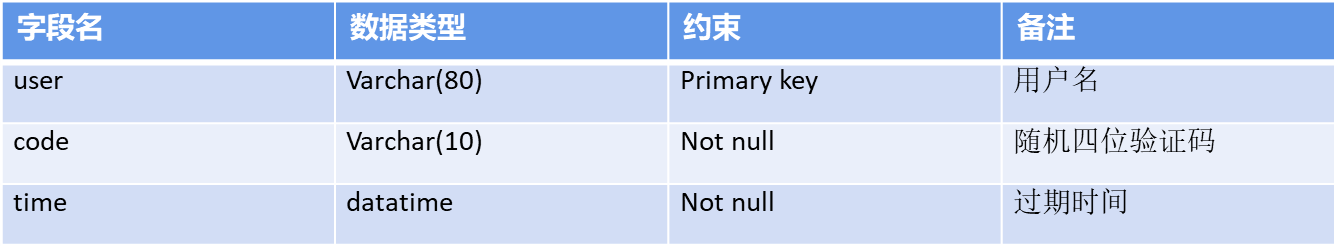 字段名 数据类型 约束 备注
user Varchar(80) Primary key 用户名
code Varchar(10) Not null 随机四位验证码
time datatime Not null 过期时间